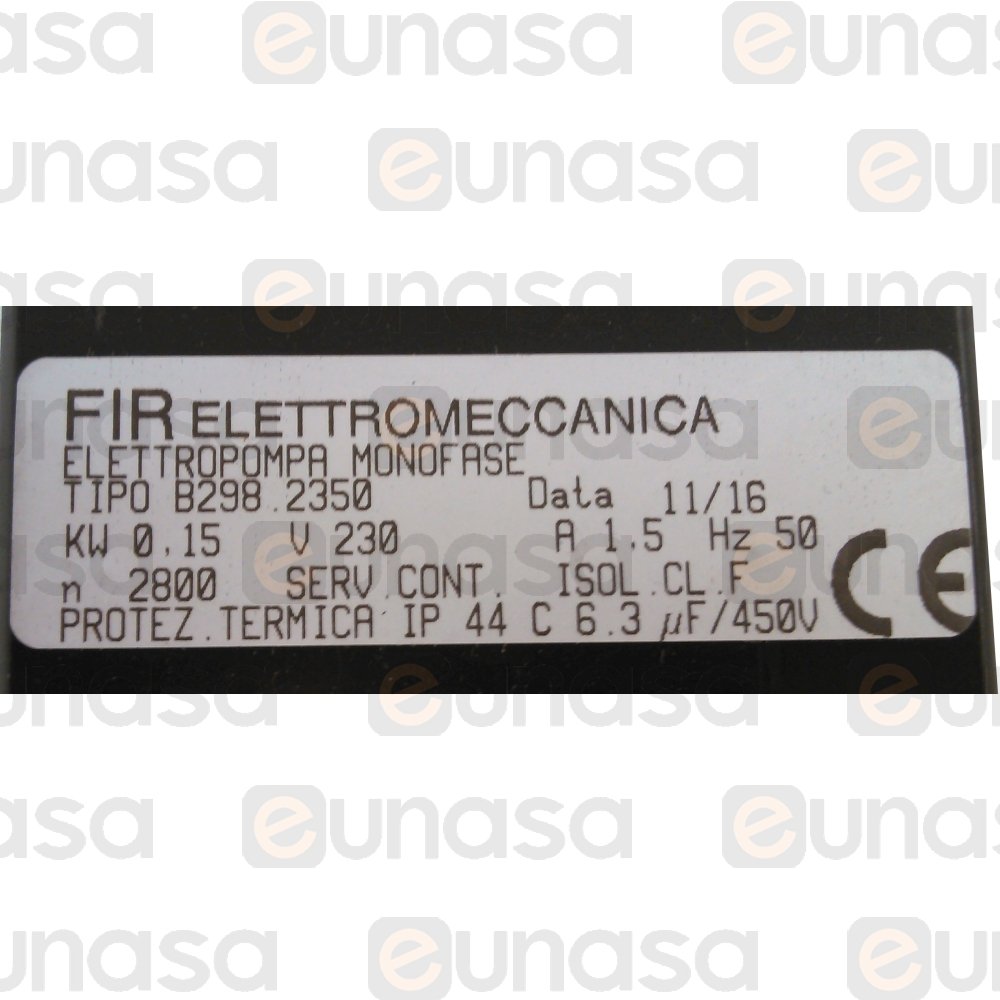 FIR ELETTROMECCANICA
ELETTROPOMPA MONOFASE
TIPO B298.2350 Data 11/16
KW 0.15 V 230 A 1.5 Hz 50
n 2800 SERV.CONT. ISOL.CL.F CE
PROTEZ.TERMICA IP 44 C 6.3 µF/450V
eunasa